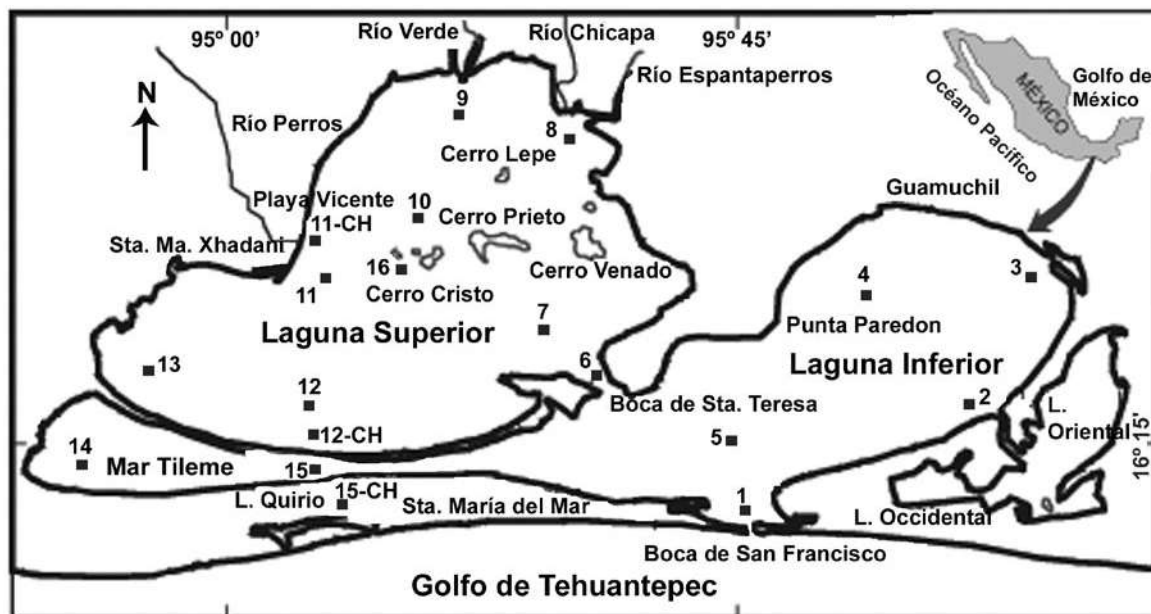 95º 00'
Río Verde
Río Chicapa
95º 45'
Río Espantaperros
N
Río Perros
9
8
Cerro Lepe
MÉXICO
Golfo de
México
Océano Pacífico
Guamuchil
Playa Vicente
11-CH
10
Cerro Prieto
Sta. Ma. Xhadani
16
11
Cerro Cristo
Cerro Venado
4
3
Laguna Superior
7
Punta Paredon
Laguna Inferior
13
12
6
Boca de Sta. Teresa
2
L.
Oriental
16º 15'
12-CH
5
14
Mar Tileme
15
L. Quirio
15-CH
Sta. María del Mar
1
L. Occidental
Boca de San Francisco
Golfo de Tehuantepec